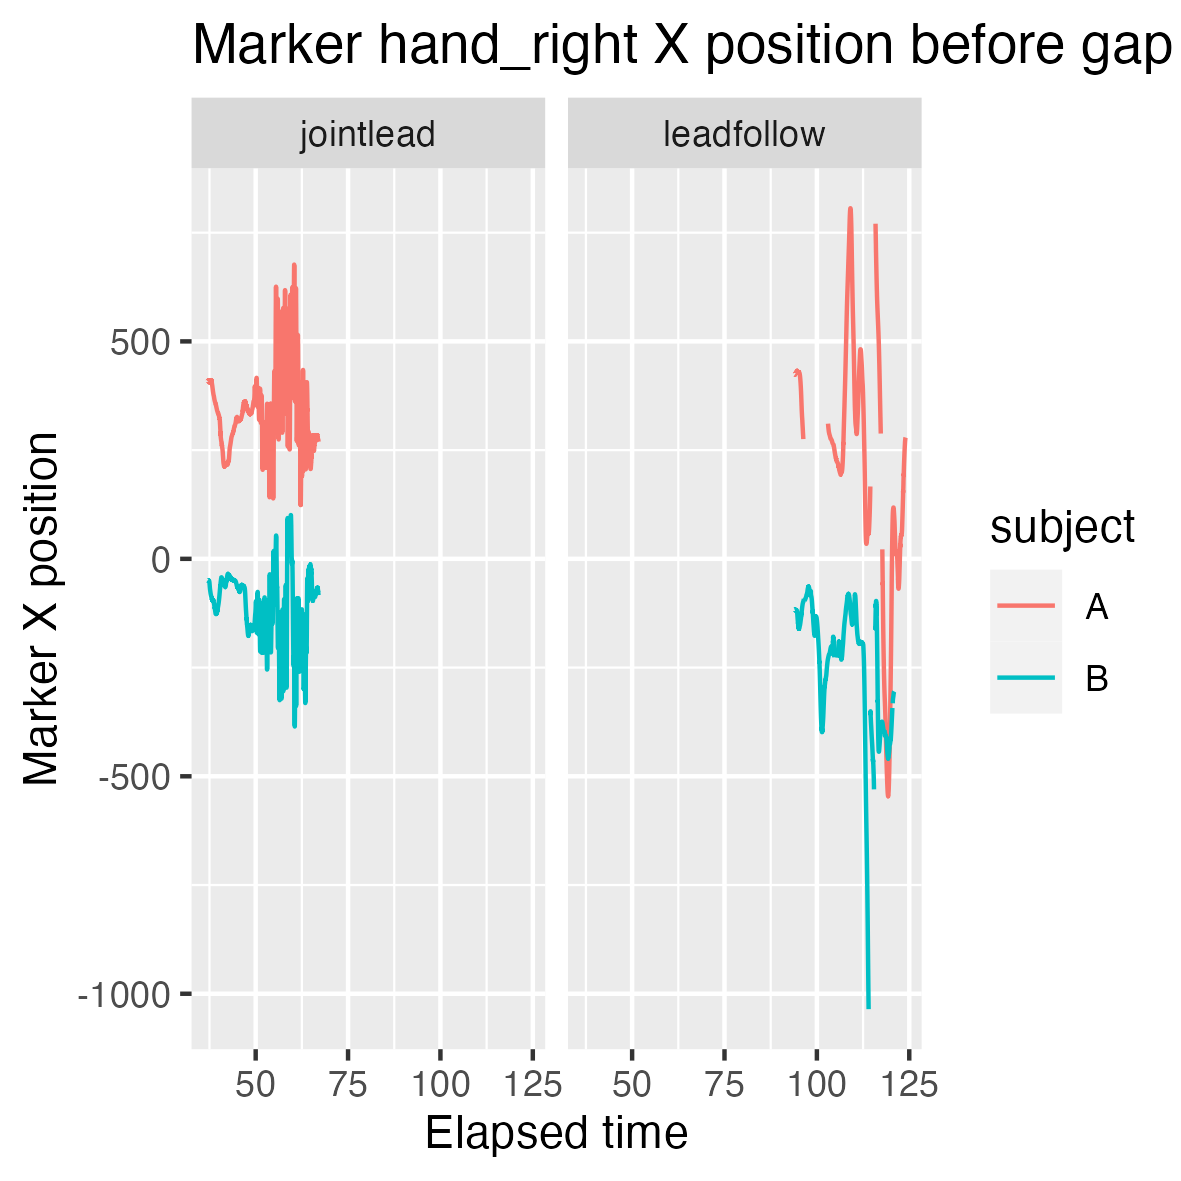 Marker hand_right X position before gap
jointlead leadfollow
500
0
-500
-1000
Marker X position
50 75 100 125 50 75 100 125
Elapsed time
subject
A
B